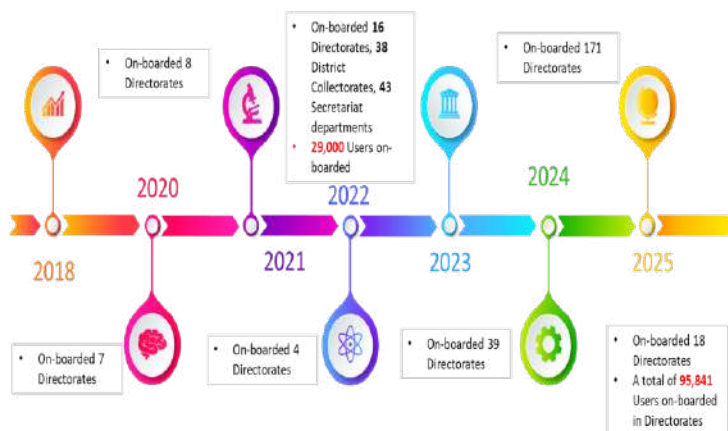 • On-boarded 8
Directorates
• On-boarded 16
Directorates, 38
District
Collectorates, 43
Secretariat
departments
• 29,000 Users on-
boarded
• On-boarded 171
Directorates
2020
2022
2024
2018
2021
2023
2025
• On-boarded 7
Directorates
• On-boarded 4
Directorates
• On-boarded 39
Directorates
• On-boarded 18
Directorates
• A total of 95,841
Users on-boarded
in Directorates